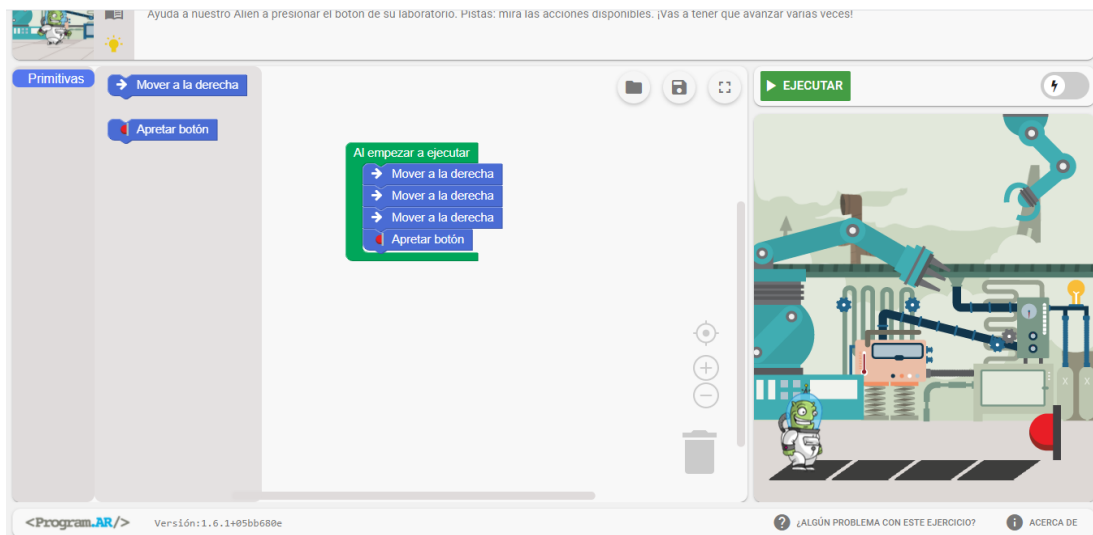 Ayuda a nuestro Alien a presionar el botón de su laboratorio. Pistas: mira las acciones disponibles. ¡Vas a tener que avanzar varias veces!
Primitivas
Mover a la derecha
Apretar botón
Al empezar a ejecutar
Mover a la derecha
Mover a la derecha
Mover a la derecha
Apretar botón
EJECUTAR
<Program.AR/>
Versión:1.6.1+05bb680e
¿ALGÚN PROBLEMA CON ESTE EJERCICIO?
ACERCA DE